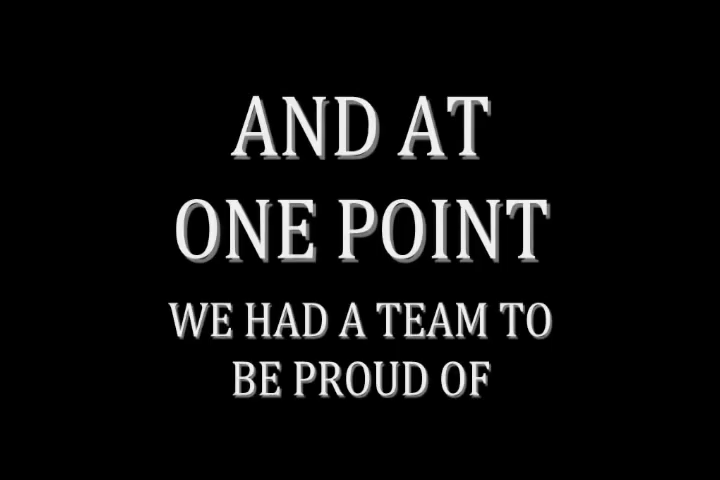 AND AT
ONE POINT
WE HAD A TEAM TO
BE PROUD OF